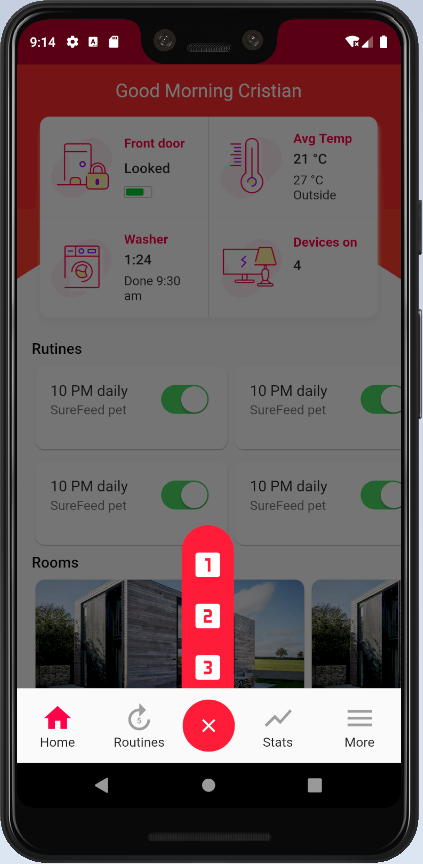 9:14
Good Morning Cristian
Front door
Looked
Avg Temp
21 °C
27 °C
Outside
Washer
1:24
Done 9:30
am
Devices on
4
Rutines
10 PM daily
SureFeed pet
10 PM daily
SureFeed pet
10 PM daily
SureFeed pet
10 PM daily
SureFeed pet
Rooms
1
2
3
Home
5
Routines
Stats
More